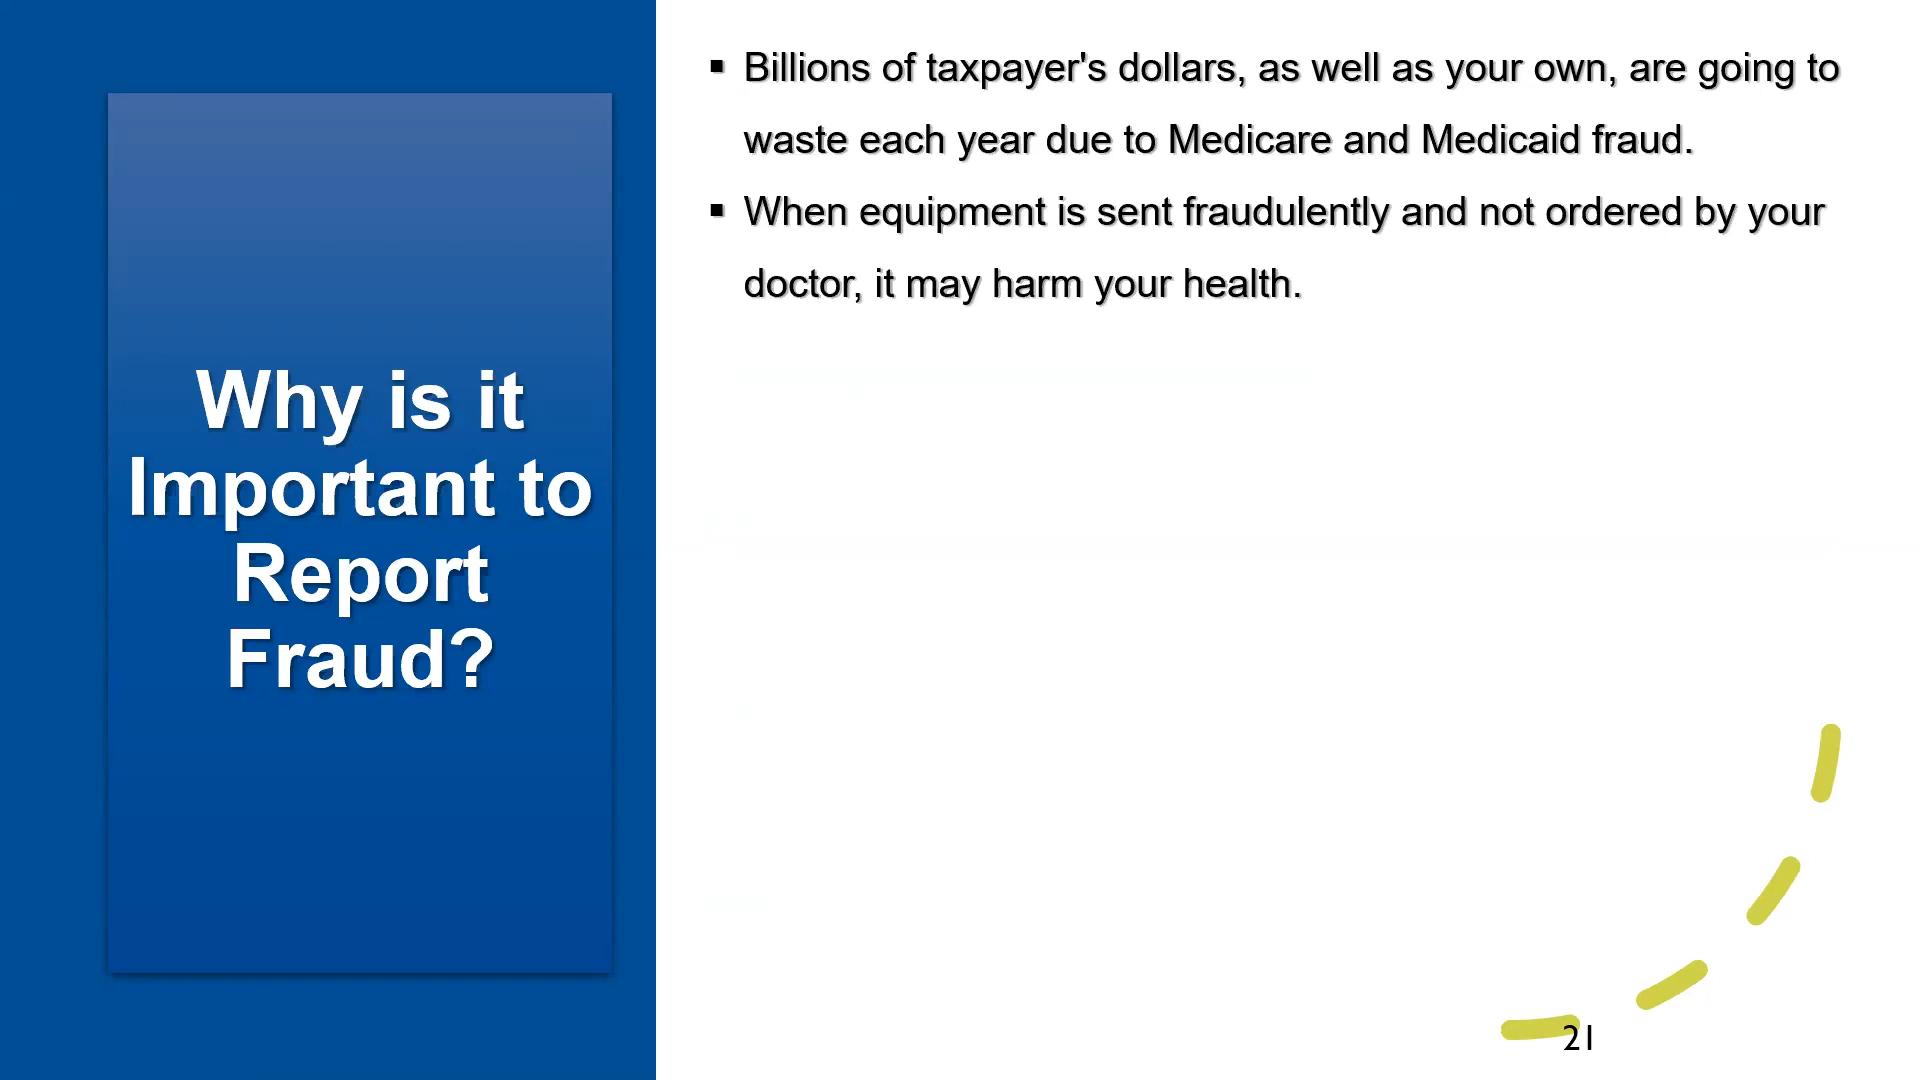 Why is it
Important to
Report
Fraud?
▪ Billions of taxpayer's dollars, as well as your own, are going to
waste each year due to Medicare and Medicaid fraud.
▪ When equipment is sent fraudulently and not ordered by your
doctor, it may harm your health.
21